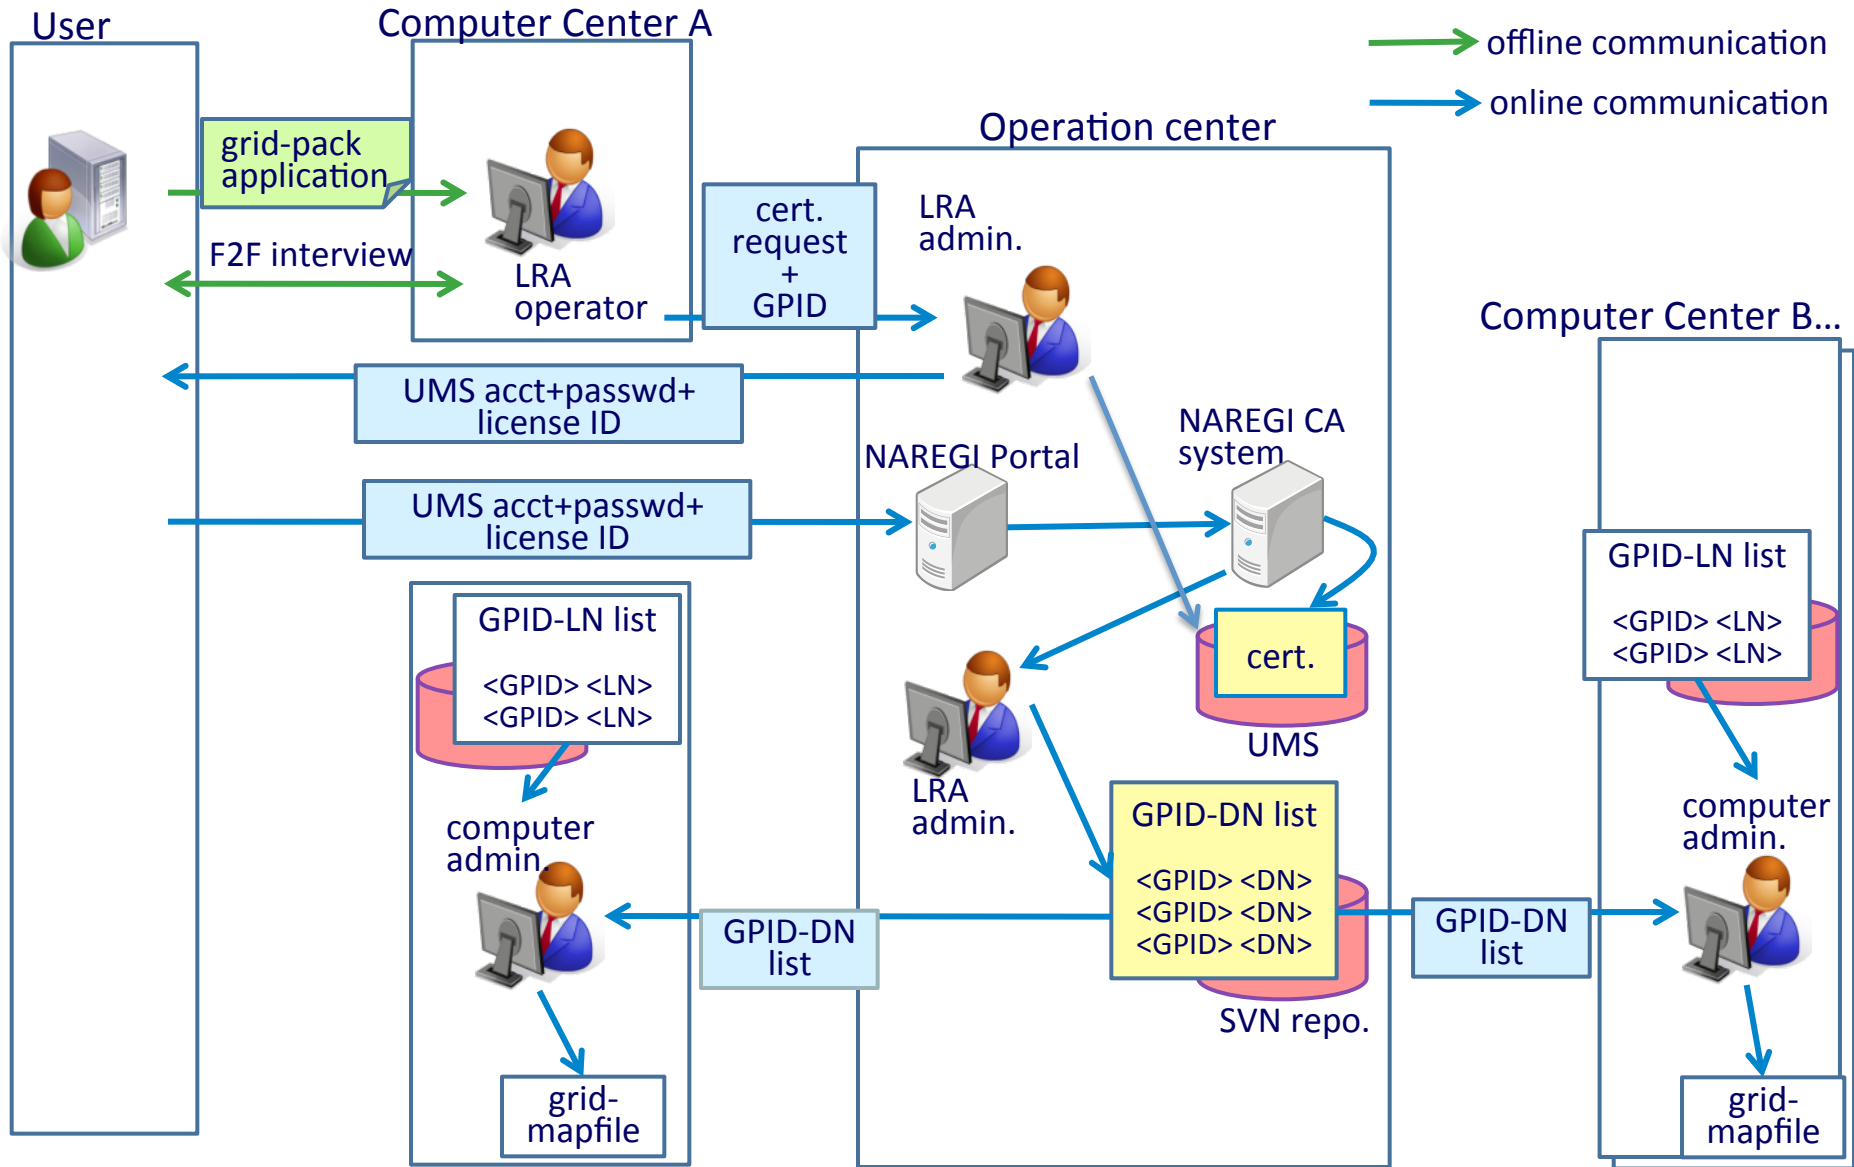 User
Computer Center A
offline communication
online communication
grid-pack
application
F2F interview
LRA
operator
cert.
request
+
GPID
Operation center
LRA
admin.
UMS acct+passwd+
license ID
NAREGI Portal
NAREGI CA
system
UMS acct+passwd+
license ID
Computer Center B...
GPID-LN list
<GPID> <LN>
<GPID> <LN>
computer
admin.
GPID-DN
list
grid-
mapfile
cert.
UMS
LRA
admin.
GPID-DN list
<GPID> <DN>
<GPID> <DN>
<GPID> <DN>
SVN repo.
GPID-DN
list
GPID-LN list
<GPID> <LN>
<GPID> <LN>
computer
admin.
grid-
mapfile